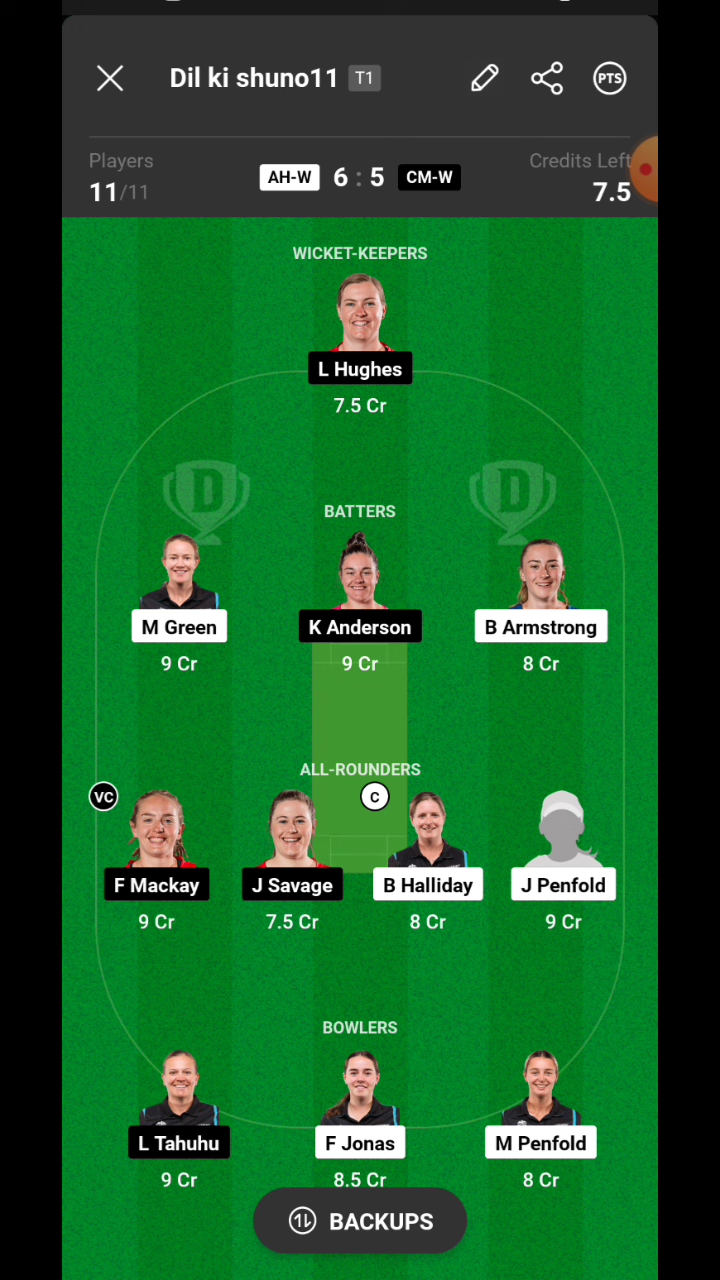 Dil ki shuno11 T1
PTS
Players
Credits Left
11/11
AH-W 6 : 5 CM-W
7.5
WICKET-KEEPERS
L Hughes
7.5 Cr
D D
BATTERS
M Green K Anderson B Armstrong
9 Cr 9 Cr 8 Cr
ALL-ROUNDERS
VC C
F Mackay J Savage B Halliday J Penfold
9 Cr 7.5 Cr 8 Cr 9 Cr
BOWLERS
L Tahuhu F Jonas M Penfold
9 Cr 8.5 Cr 8 Cr
BACKUPS